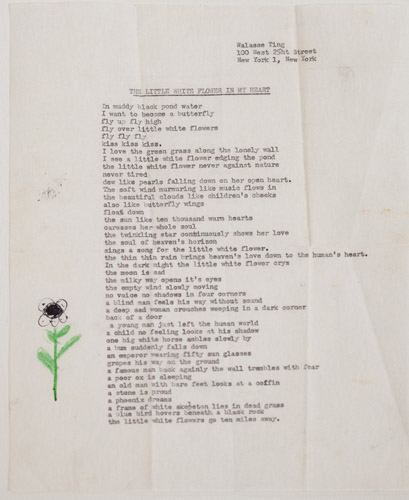 Walasse Ting
100 West 25ht Street
New York 1, New York
THE LITTLE WHITE FLOWER IN MY HEART
In muddy black pond water
I want to become a butterfly
fly up fly high
fly over little white flowers
fly fly fly
kiss kiss kiss.
I love the green grass along the lonely wall
I see a little white flower edging the pond
the little white flower never against nature
never tired
dew like pearls falling down on her open heart.
The soft wind murmuring like music flows in
the beautiful clouds like children's cheeks
also like butterfly wings
float down
the sun like ten thousand warm hearts
caresses her whole soul
the twinkling star continuously shows her love
the soul of heaven's horizon
sings a song for the little white flower.
the thin thin rain brings heaven's love down to the human's heart.
In the dark night the little white flower crys
the moon is sad
the milky way opens it's eyes
the empty wind slowly moving
no voice no shadows in four corners
a blind man feels his way without sound
a deep sad woman crouches weeping in a dark corner
back of a door
a young man just left the human world
a child no feeling looks at his shadow
one big white horse ambles slowly by
a bum suddenly falls down
an emperor wearing fifty sun glasses
gropes his way on the ground
a famous man back againly the wall trembles with fear
a poor ox is sleeping
an old man with bare feet looks at a coffin
a stone is proud
a phoenix dreams
a frame of white skeleton lies in dead grass
a blue bird hovers beneath a black rock
the little white flowers go ten miles away.